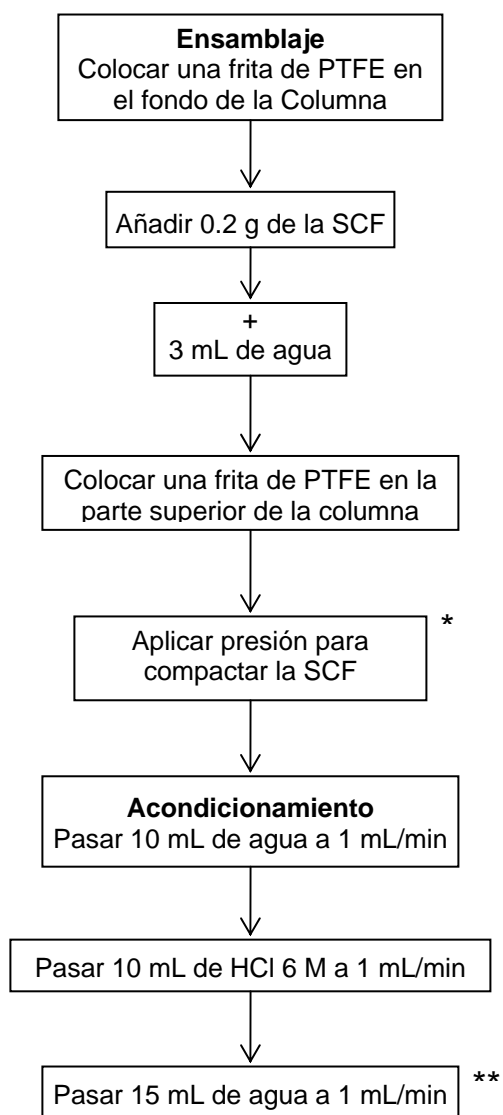 Ensamblaje
Colocar una frita de PTFE en
el fondo de la Columna
Añadir 0.2 g de la SCF
+
3 mL de agua
Colocar una frita de PTFE en la
parte superior de la columna
Aplicar presión para
compactar la SCF
*
Acondicionamiento
Pasar 10 mL de agua a 1 mL/min
Pasar 10 mL de HCl 6 M a 1 mL/min
Pasar 15 mL de agua a 1 mL/min
**